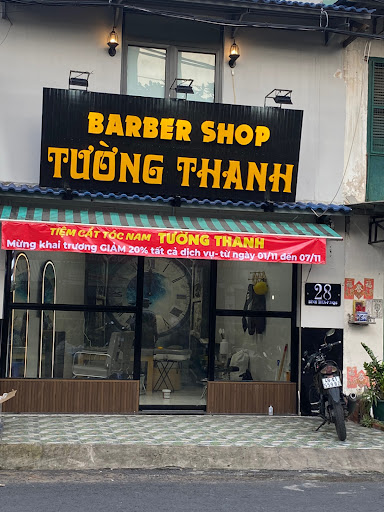 BARBER SHOP
TƯỜNG THANH
TIỆM CẮT TÓC NAM TƯỜNG THANH
Mừng khai trương GIẢM 20% tất cả dịch vụ - từ ngày 01/11 đến 07/11
28